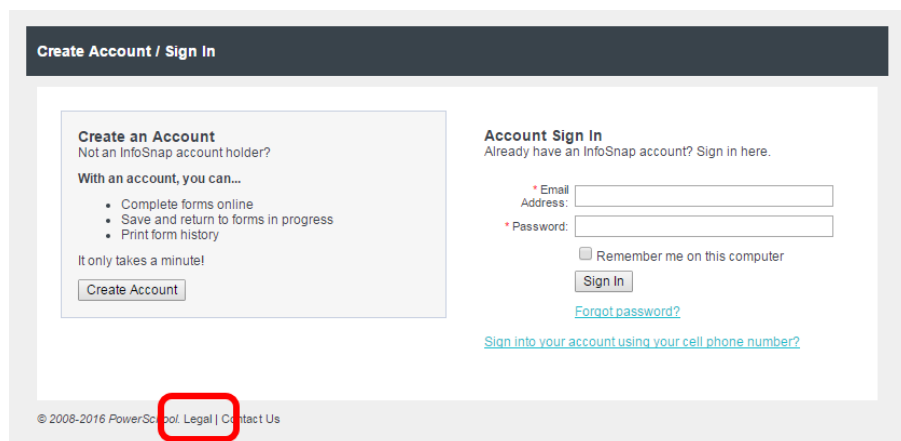 Create Account / Sign In
Create an Account
Not an InfoSnap account holder?
With an account, you can...
• Complete forms online
• Save and return to forms in progress
• Print form history
It only takes a minute!
Create Account
Account Sign In
Already have an InfoSnap account? Sign in here.
* Email
Address:
* Password:
Remember me on this computer
Sign In
Forgot password?
Sign into your account using your cell phone number?
© 2008-2016 PowerSchool. Legal | Contact Us